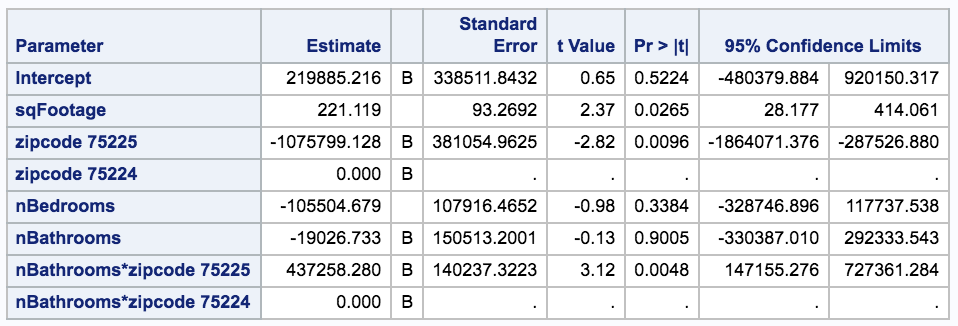 Parameter Estimate Standard Error t Value Pr > |t| 95% Confidence Limits
Intercept 219885.216 B 338511.8432 0.65 0.5224 -480379.884 920150.317
sqFootage 221.119 93.2692 2.37 0.0265 28.177 414.061
zipcode 75225 -1075799.128 B 381054.9625 -2.82 0.0096 -1864071.376 -287526.880
zipcode 75224 0.000 B . . . . .
nBedrooms -105504.679 107916.4652 -0.98 0.3384 -328746.896 117737.538
nBathrooms -19026.733 B 150513.2001 -0.13 0.9005 -330387.010 292333.543
nBathrooms*zipcode 75225 437258.280 B 140237.3223 3.12 0.0048 147155.276 727361.284
nBathrooms*zipcode 75224 0.000 B . . . . .